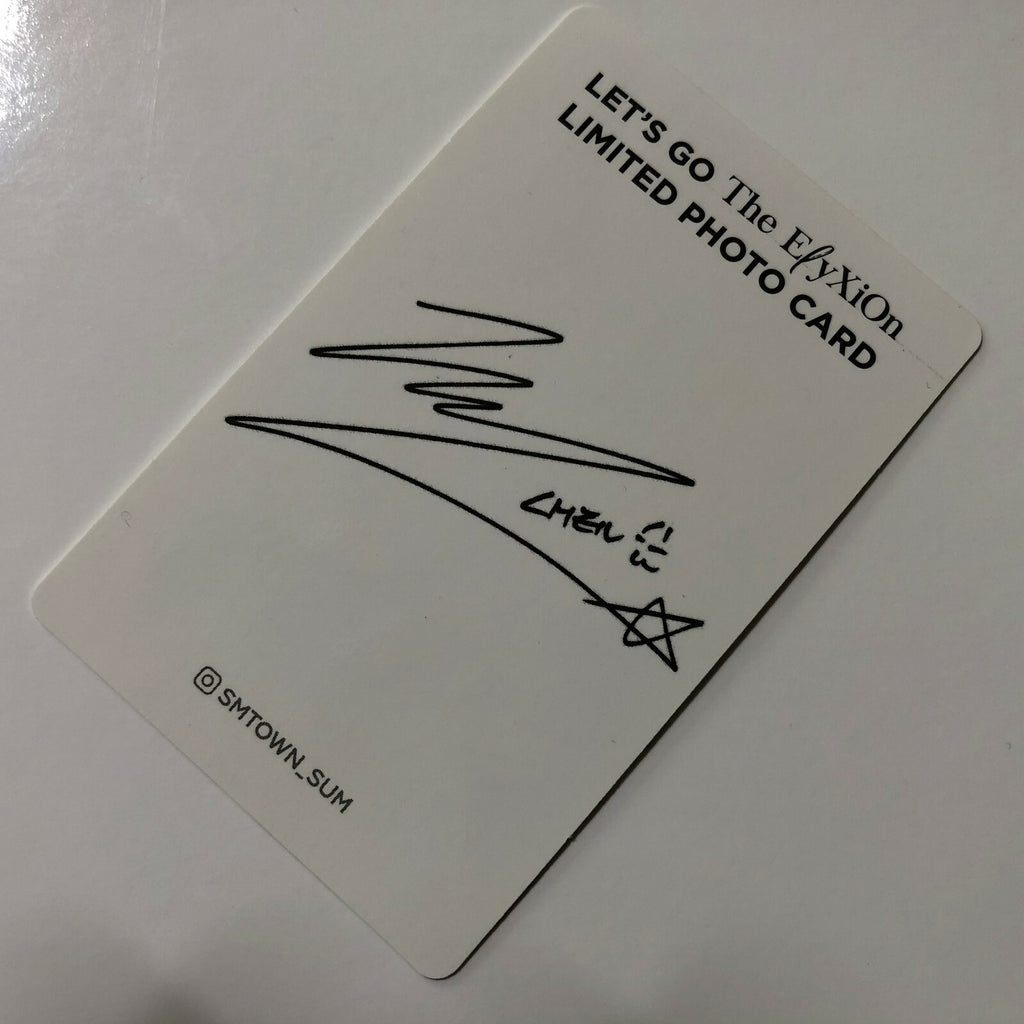 LET'S GO The ElyXiOn
LIMITED PHOTO CARD
CHEN
SMTOWN_SUM